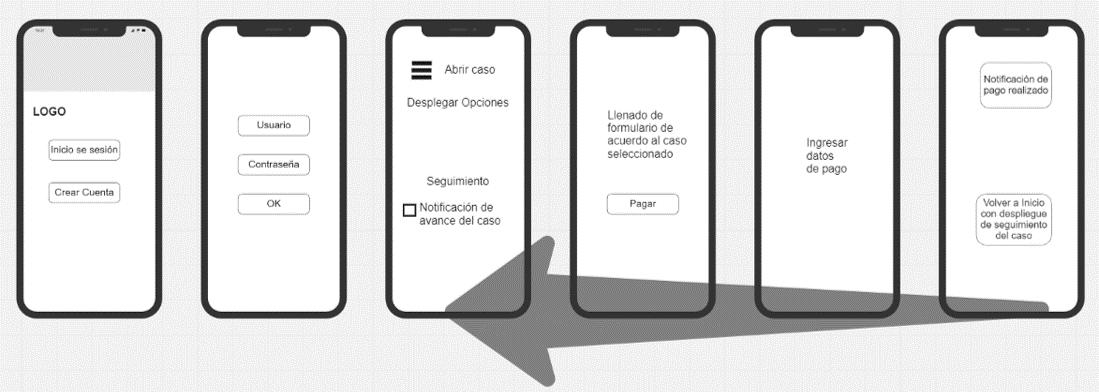 LOGO
Inicio se sesión
Crear Cuenta
Usuario
Contraseña
OK
Abrir caso
Desplegar Opciones
Seguimiento
Notificación de
avance del caso
Llenado de
formulario de
acuerdo al caso
seleccionado
Pagar
Ingresar
datos
de pago
Notificación de
pago realizado
Volver a Inicio
con despliegue
de seguimiento
del caso